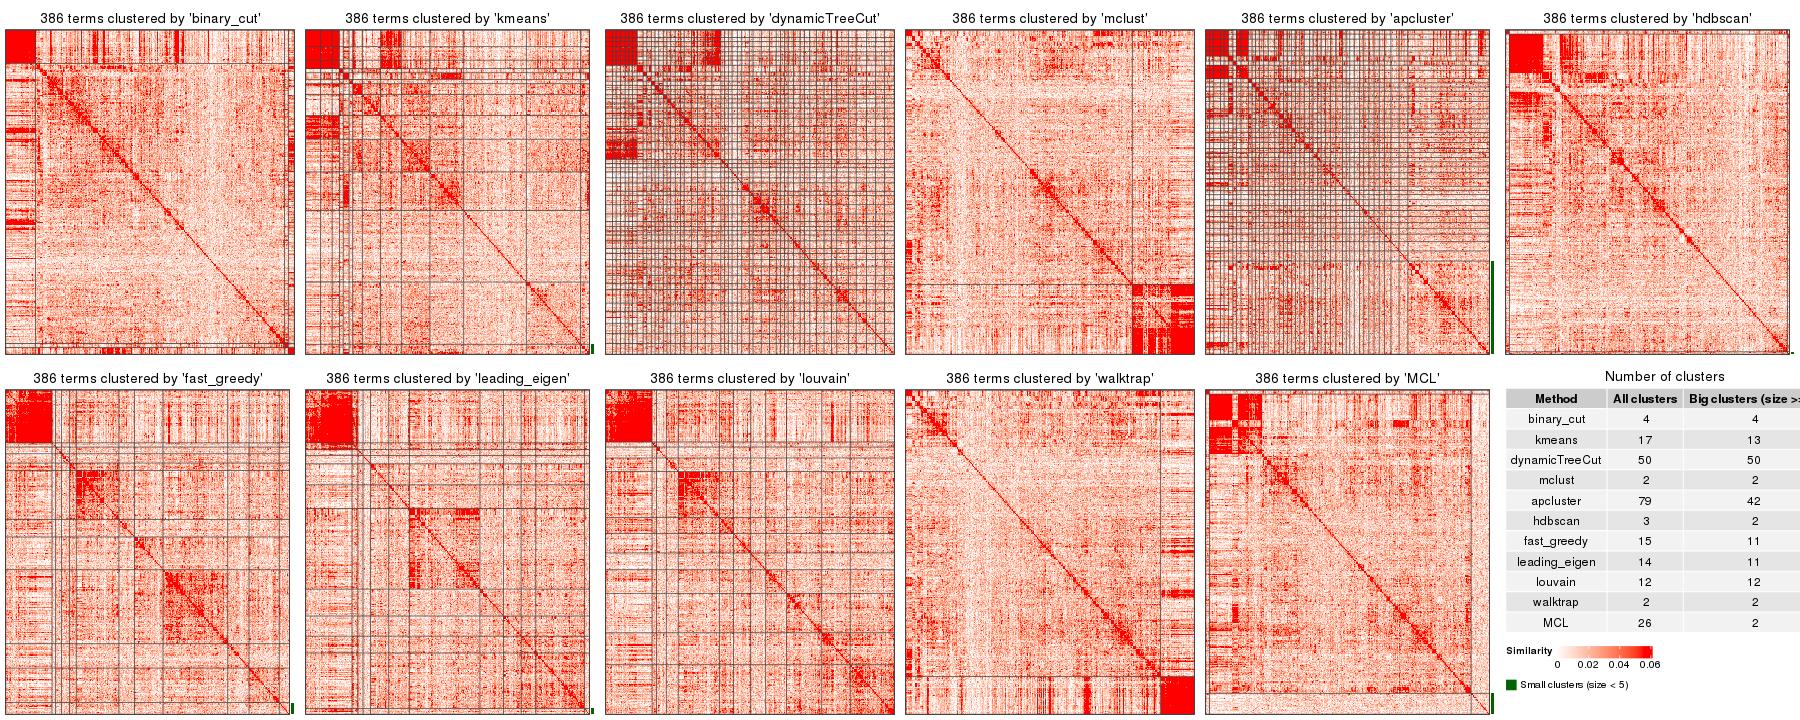 386 terms clustered by 'binary_cut'
386 terms clustered by 'kmeans'
386 terms clustered by 'dynamicTreeCut'
386 terms clustered by 'mclust'
386 terms clustered by 'apcluster'
386 terms clustered by 'hdbscan'
386 terms clustered by 'fast_greedy'
386 terms clustered by 'leading_eigen'
386 terms clustered by 'louvain'
386 terms clustered by 'walktrap'
386 terms clustered by 'MCL'
Number of clusters
Method All clusters Big clusters (size >=
binary_cut 4 4
kmeans 17 13
dynamicTreeCut 50 50
mclust 2 2
apcluster 79 42
hdbscan 3 2
fast_greedy 15 11
leading_eigen 14 11
louvain 12 12
walktrap 2 2
MCL 26 2
Similarity
0 0.02 0.04 0.06
Small clusters (size < 5)